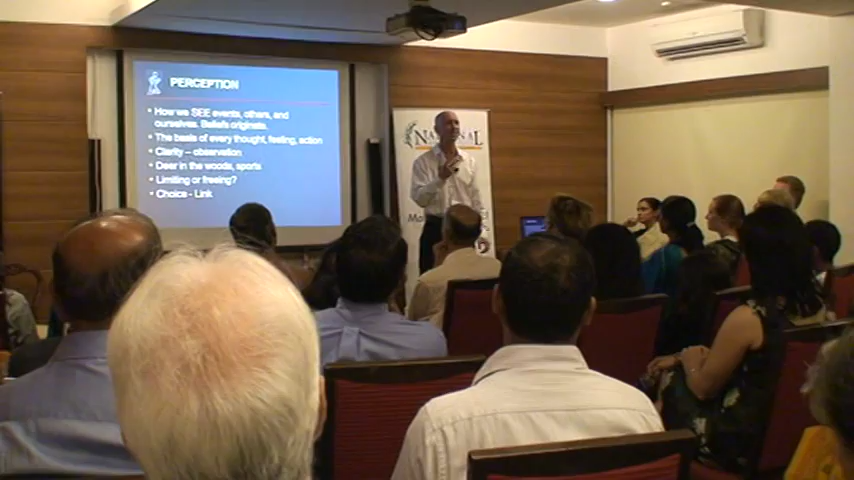 PERCEPTION
• How we SEE events, others, and
ourselves. Beliefs originate.
• The basis of every thought, feeling, action
• Clarity – observation
• Deer in the woods, sports
• Limiting or freeing?
• Choice - Link